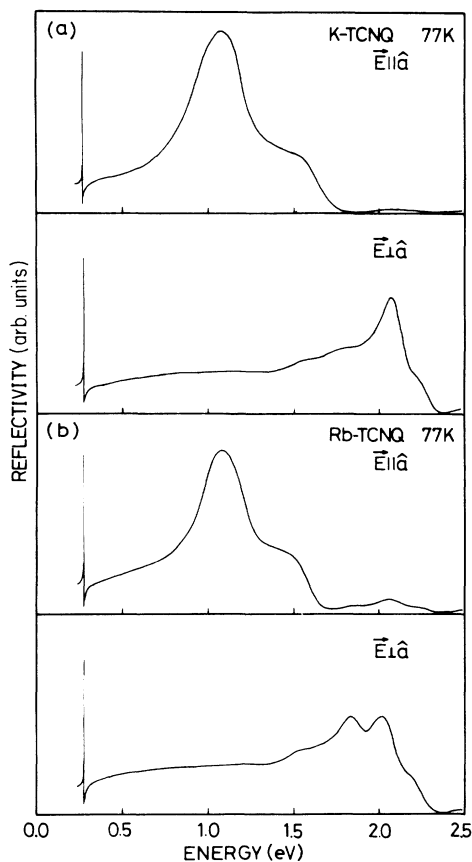 (a) K-TCNQ 77K
E||â
E⊥â
(b) Rb-TCNQ 77K
E||â
E⊥â
REFLECTIVITY (arb. units)
0.0 0.5 1.0 1.5 2.0 2.5
ENERGY (eV)